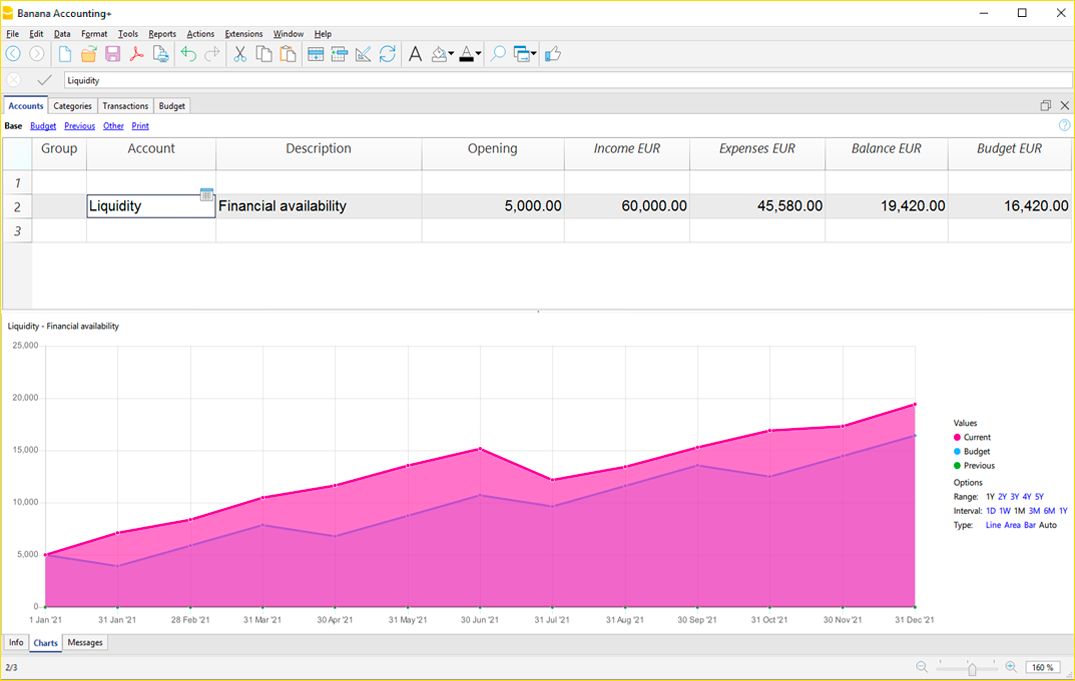 Banana Accounting+
File Edit Data Format Tools Reports Actions Extensions Window Help
Liquidity
Accounts Categories Transactions Budget
Base Budget Previous Other Print
Group Account Description Opening Income EUR Expenses EUR Balance EUR Budget EUR
1
2 Liquidity Financial availability 5,000.00 60,000.00 45,580.00 19,420.00 16,420.00
3
Liquidity - Financial availability
25,000
20,000
15,000
10,000
5,000
0
1 Jan '21 31 Jan '21 28 Feb '21 31 Mar '21 30 Apr '21 31 May '21 30 Jun '21 31 Jul '21 31 Aug '21 30 Sep '21 31 Oct '21 30 Nov '21 31 Dec '21
Values
Current
Budget
Previous
Options
Range: 1Y 2Y 3Y 4Y 5Y
Interval: 1D 1W 1M 3M 6M 1Y
Type: Line Area Bar Auto
Info Charts Messages
2/3 160 %